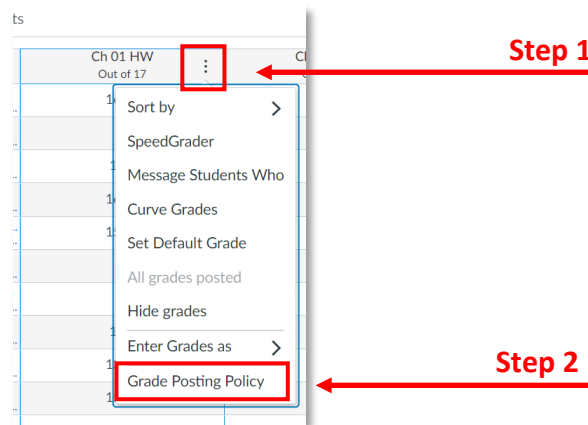 ts
Ch 01 HW
Out of 17
Step 1
Sort by
SpeedGrader
Message Students Who
Curve Grades
Set Default Grade
All grades posted
Hide grades
Enter Grades as
Grade Posting Policy
Step 2